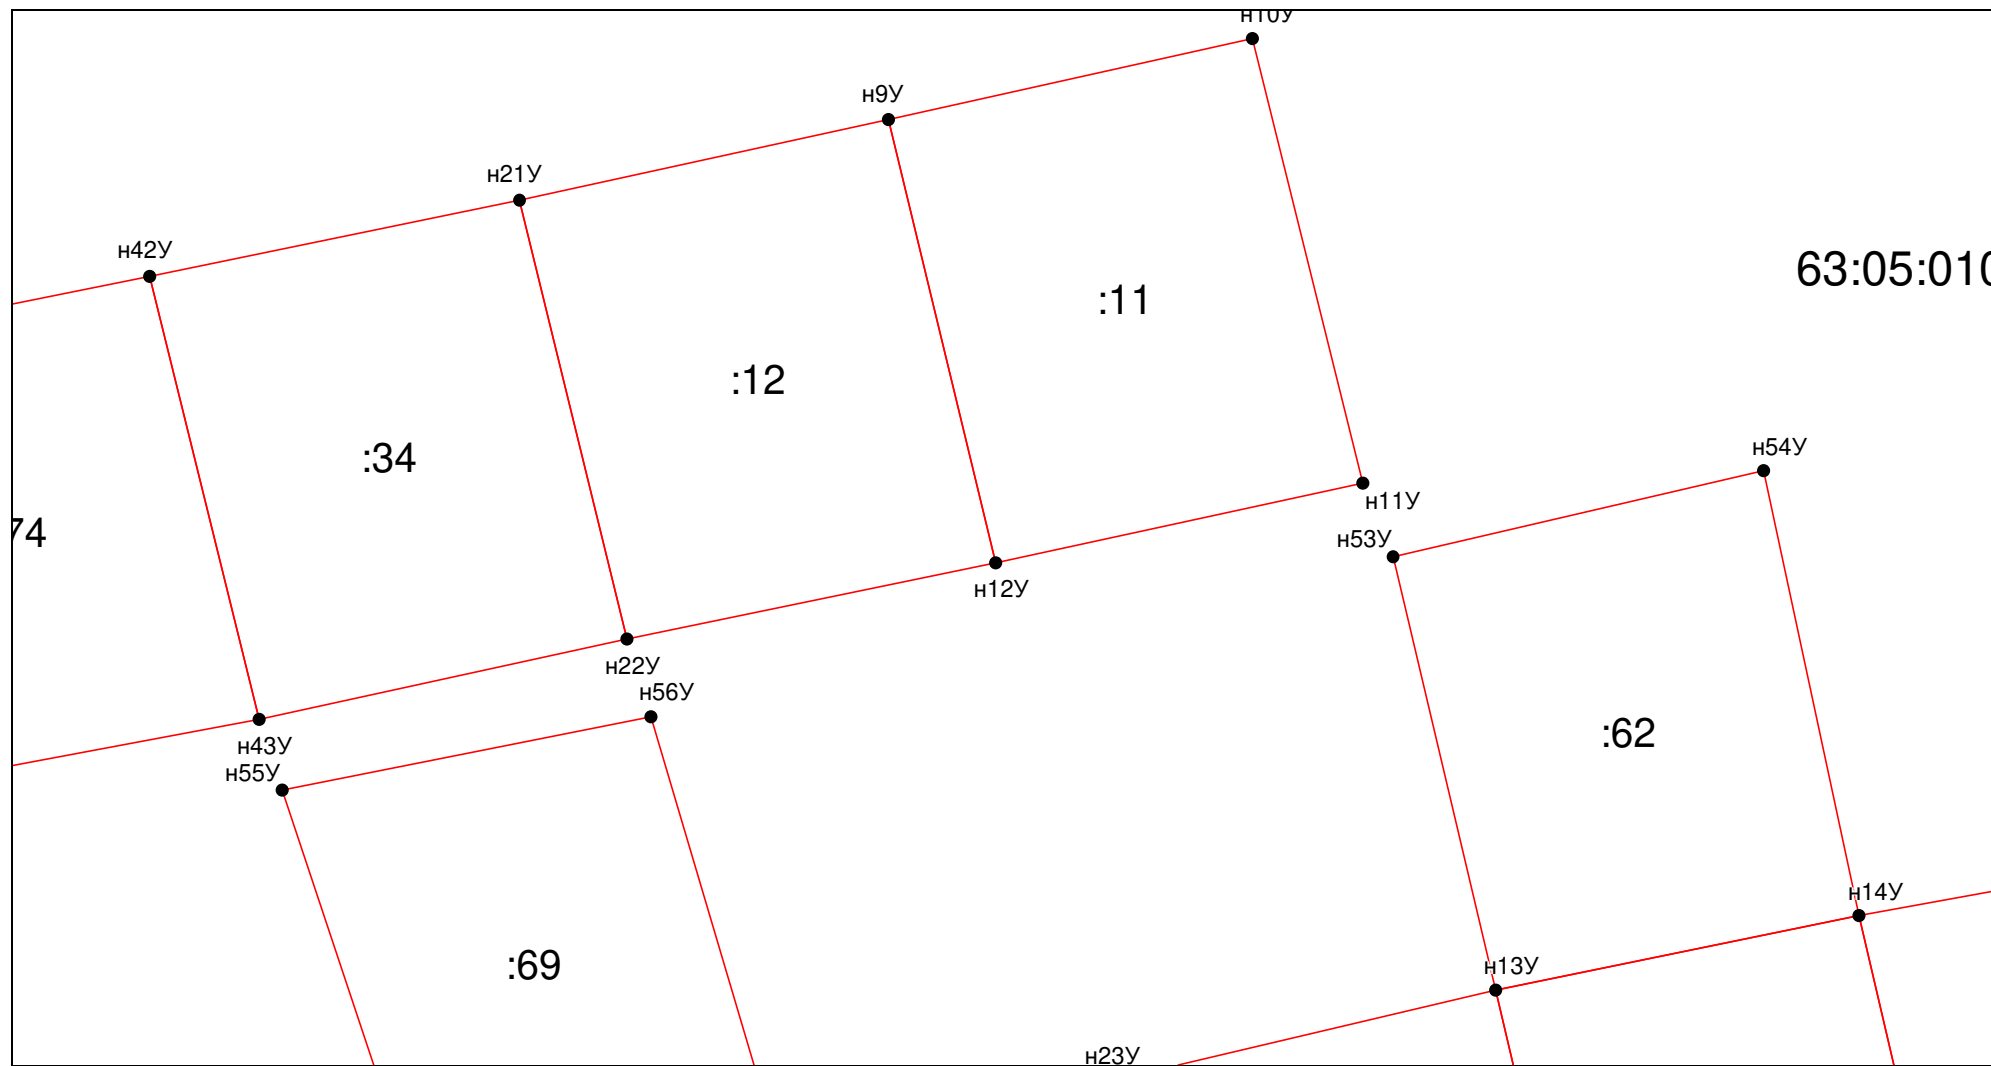 н10У
н9У
н21У
н42У
63:05:010
:11
:12
:34
н54У
н11У
74
н53У
н12У
н22У
н56У
:62
н43У
н55У
н14У
:69
н13У
н23У